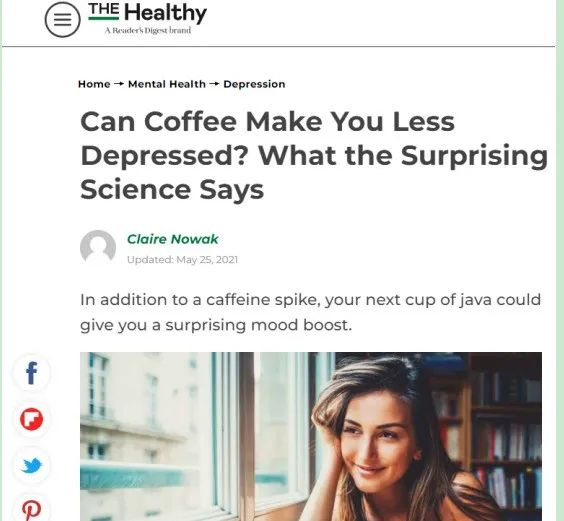 THE Healthy
A Reader's Digest brand
Home → Mental Health → Depression
Can Coffee Make You Less
Depressed? What the Surprising
Science Says
Claire Nowak
Updated: May 25, 2021
In addition to a caffeine spike, your next cup of java could
give you a surprising mood boost.